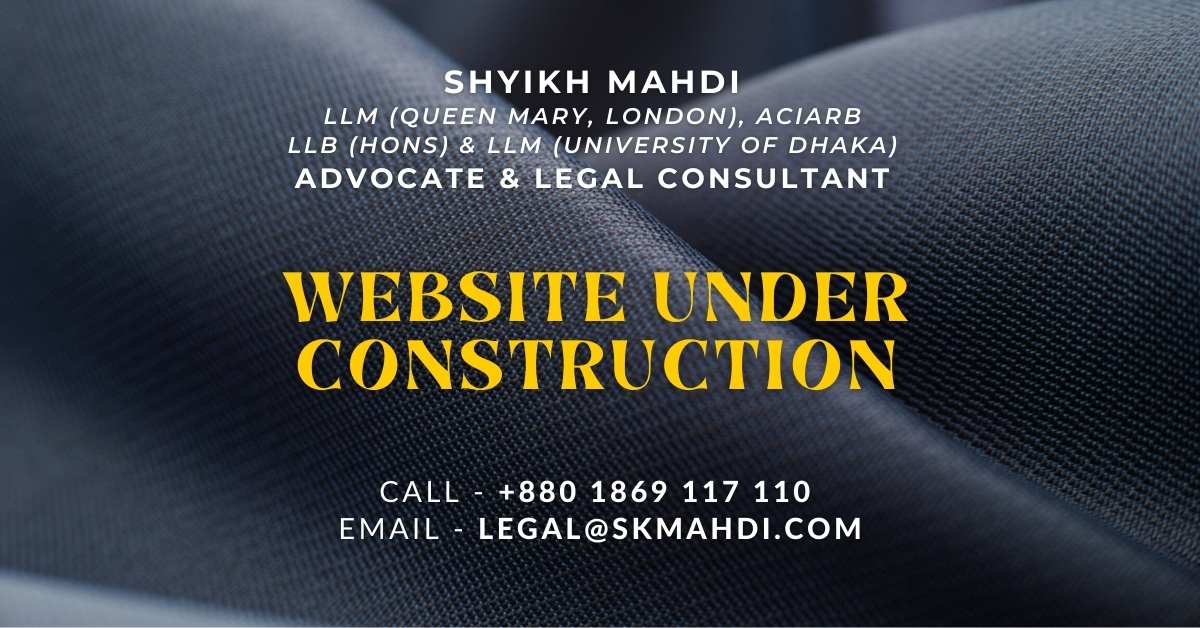 SHYIKH MAHDI
LLM (QUEEN MARY, LONDON), ACIARB
LLB (HONS) & LLM (UNIVERSITY OF DHAKA)
ADVOCATE & LEGAL CONSULTANT
WEBSITE UNDER
CONSTRUCTION
CALL - +880 1869 117 110
EMAIL - LEGAL@SKMAHDI.COM